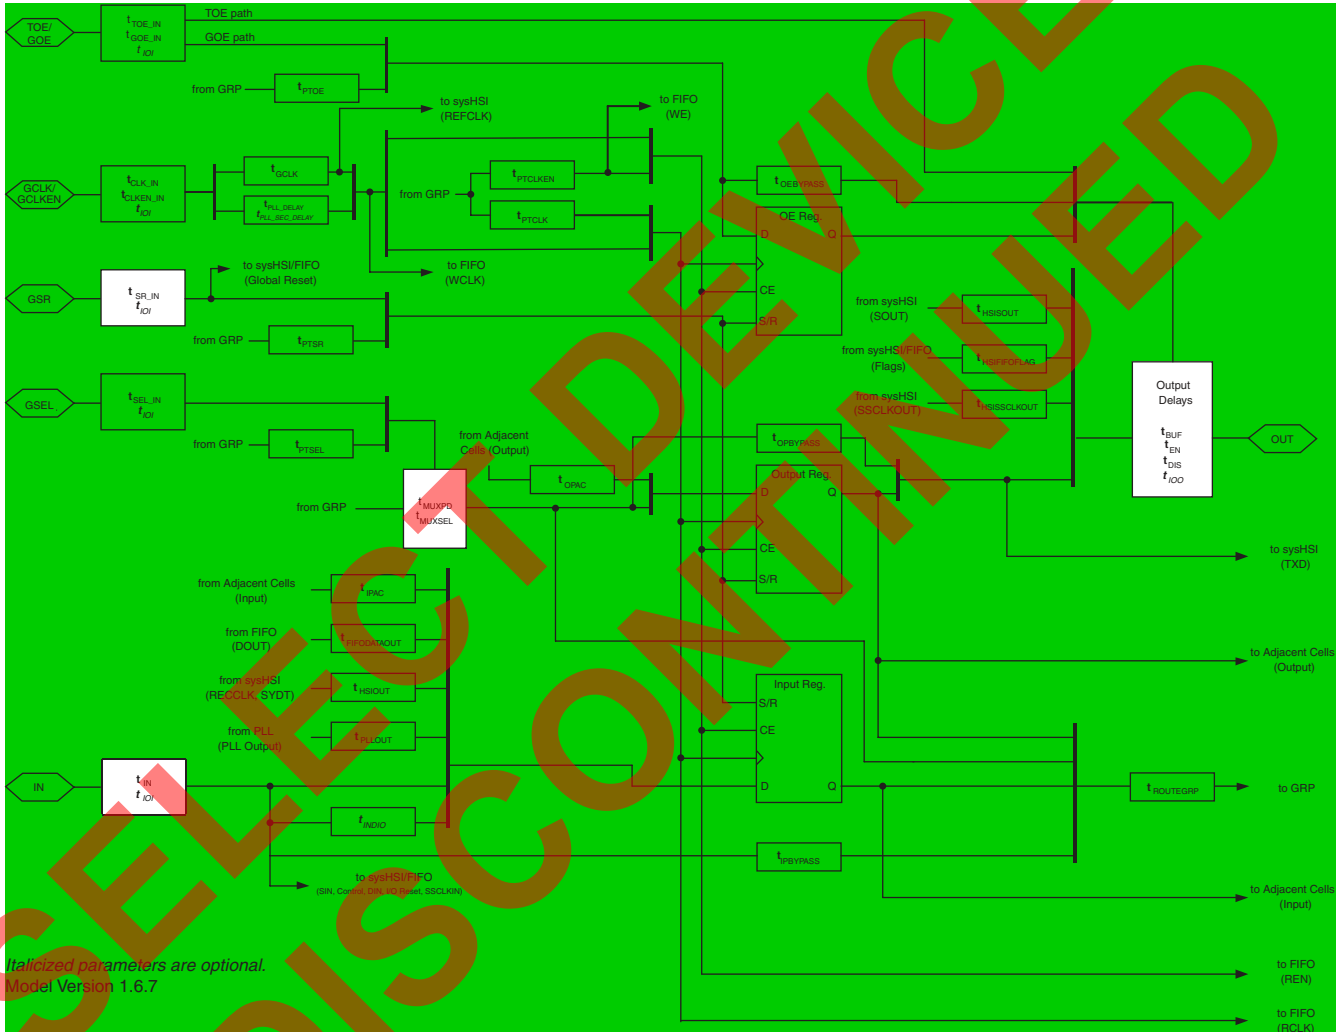 TOE/
GOE
tTOE_IN
tGOE_IN
tIOI
TOE path
GOE path
from GRP
tPTOE
to sysHSI
(REFCLK)
to FIFO
(WE)
GCLK/
GCLKEN
tCLK_IN
tCLKEN_IN
tIOI
tGCLK
tPLL_DELAY
tPLL_SEC_DELAY
from GRP
tPTCLKEN
tPTCLK
tOEBYPASS
OE Reg.
D
Q
CE
S/R
to sysHSI/FIFO
(Global Reset)
to FIFO
(WCLK)
GSR
tSR_IN
tIOI
from GRP
tPTSR
from sysHSI
(SOUT)
tHSISOUT
from sysHSI/FIFO
(Flags)
tHSIFIFOFLAG
from sysHSI
(SSCLKOUT)
tHSISSCLKOUT
Output
Delays
tBUF
tEN
tDIS
tIOO
OUT
GSEL
tSEL_IN
tIOI
from GRP
tPTSEL
from Adjacent
Cells (Output)
tOPAC
tOPBYPASS
Output Reg.
D
Q
CE
S/R
from GRP
tMUXPD
tMUXSEL
to sysHSI
(TXD)
from Adjacent Cells
(Input)
tIPAC
from FIFO
(DOUT)
tFIFODATAOUT
from sysHSI
(RECCLK, SYDT)
tHSIOUT
from PLL
(PLL Output)
tPLLOUT
to Adjacent Cells
(Output)
Input Reg.
S/R
CE
D
Q
IN
tIN
tIOI
tINDIO
tIPBYPASS
tROUTEGRP
to GRP
to sysHSI/FIFO
(SIN, Control, DIN, I/O Reset, SSCLKIN)
to Adjacent Cells
(Input)
Italicized parameters are optional.
Model Version 1.6.7
to FIFO
(REN)
to FIFO
(RCLK)
SELECT DEVICE
DISCONTINUED